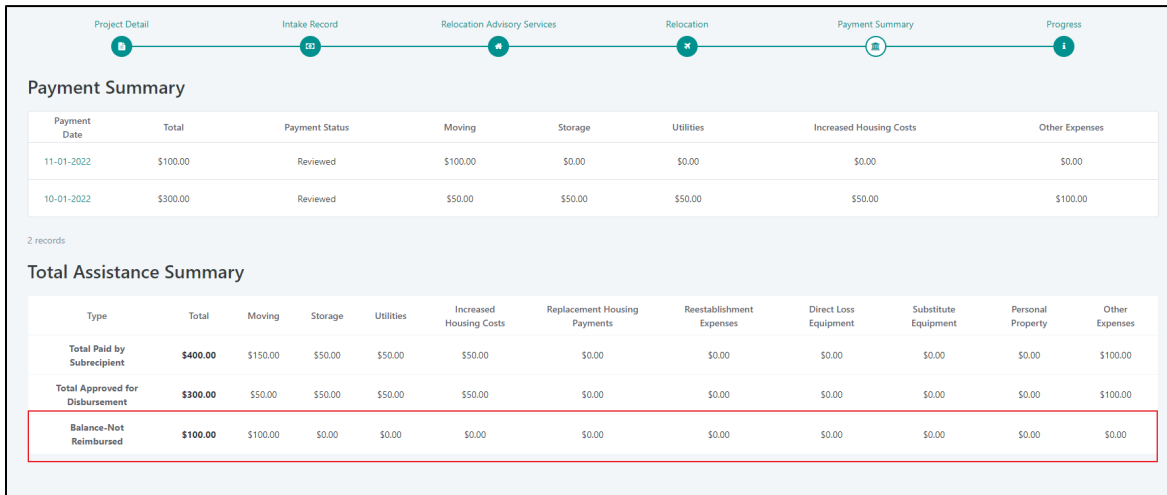 Project Detail Intake Record Relocation Advisory Services Relocation Payment Summary Progress
Payment Summary
Payment
Date Total Payment Status Moving Storage Utilities Increased Housing Costs Other Expenses
11-01-2022 $100.00 Reviewed $100.00 $0.00 $0.00 $0.00 $0.00
10-01-2022 $300.00 Reviewed $50.00 $50.00 $50.00 $50.00 $100.00
2 records
Total Assistance Summary
Type Total Moving Storage Utilities Increased
Housing Costs Replacement Housing
Payments Reestablishment
Expenses Direct Loss
Equipment Substitute
Equipment Personal
Property Other
Expenses
Total Paid by
Subrecipient $400.00 $150.00 $50.00 $50.00 $50.00 $0.00 $0.00 $0.00 $0.00 $0.00 $100.00
Total Approved for
Disbursement $300.00 $50.00 $50.00 $50.00 $50.00 $0.00 $0.00 $0.00 $0.00 $0.00 $100.00
Balance-Not
Reimbursed $100.00 $100.00 $0.00 $0.00 $0.00 $0.00 $0.00 $0.00 $0.00 $0.00 $0.00